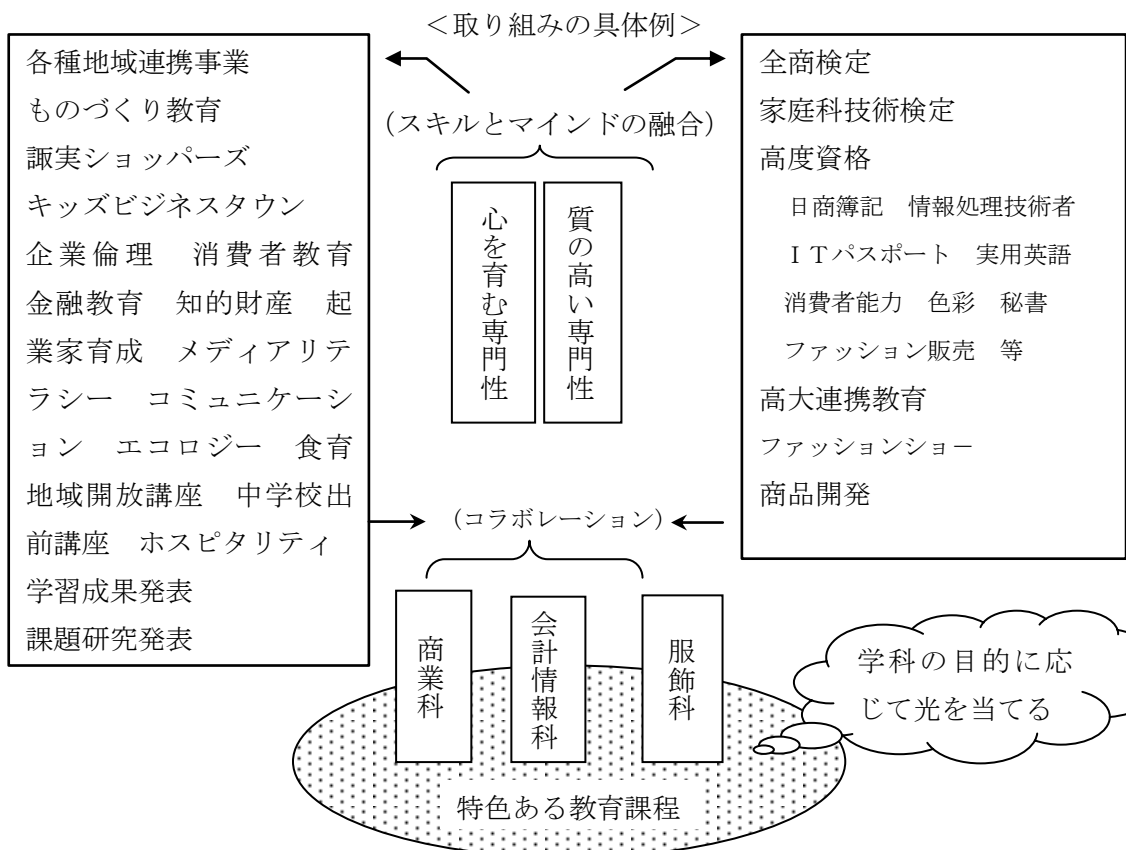 ＜取り組みの具体例＞
各種地域連携事業
ものづくり教育
諏実ショッパーズ
キッズビジネスタウン
企業倫理　消費者教育
金融教育　知的財産　起
業家育成　メディアリテ
ラシー　コミュニケーシ
ョン　エコロジー　食育
地域開放講座　中学校出
前講座　ホスピタリティ
学習成果発表
課題研究発表
(スキルとマインドの融合)
心を育む専門性
質の高い専門性
全商検定
家庭科技術検定
高度資格
日商簿記　情報処理技術者
ＩＴパスポート　実用英語
消費者能力　色彩　秘書
ファッション販売　等
高大連携教育
ファッションショー
商品開発
(コラボレーション)
商業科
会計情報科
服飾科
学科の目的に応
じて光を当てる
特色ある教育課程